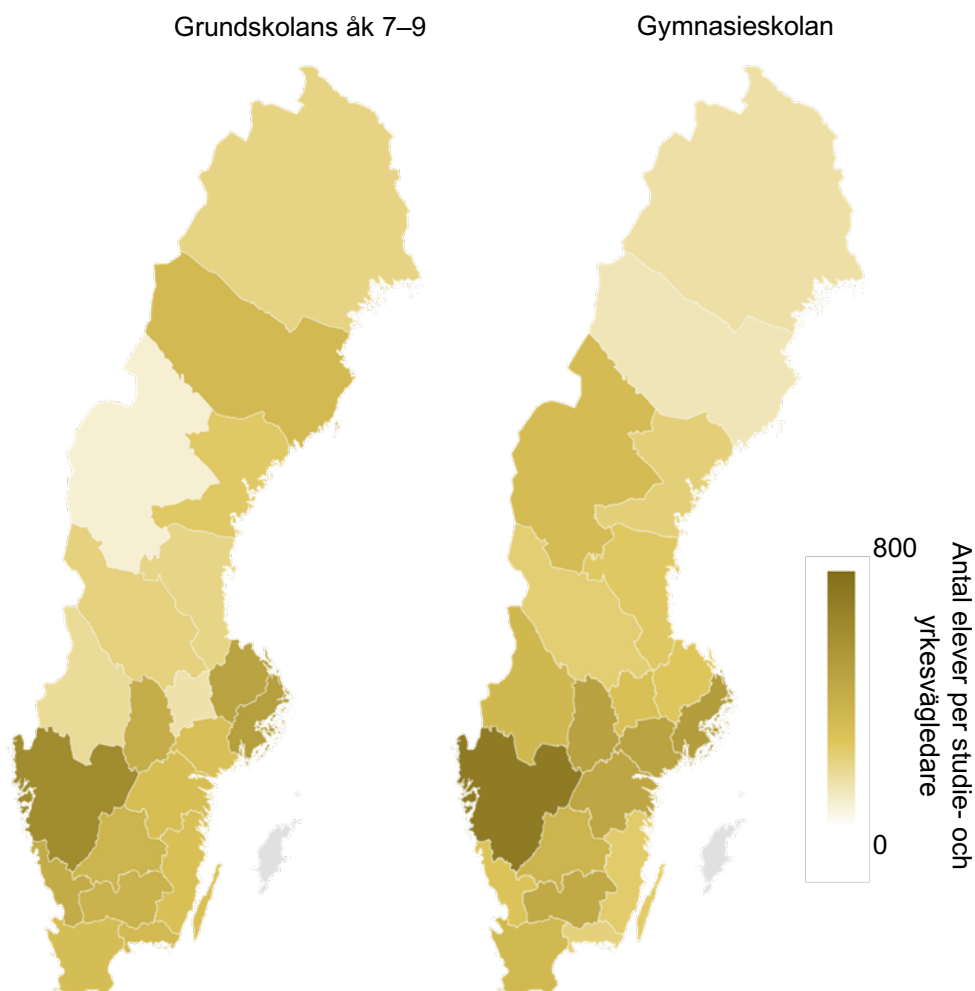 Grundskolans åk 7–9
Gymnasieskolan
800
0
Antal elever per studie- och
yrkesvägledare